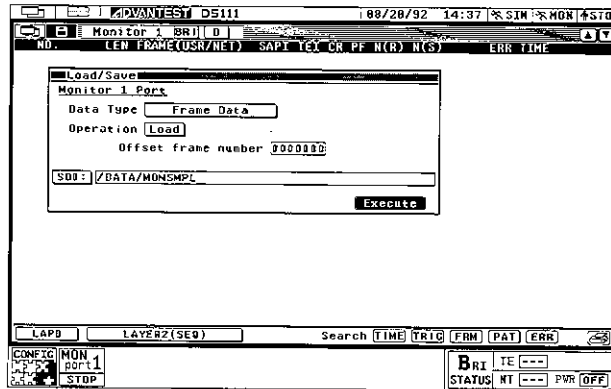 ADVANTEST D5111 08/20/92 14:37 SIM MON STO
Monitor 1 BRI D
NO. LEN FRAME(USR/NET) SAPI TEI CR PF N(R) N(S) ERR TIME
Load/Save
Monitor 1 Port
Data Type Frame Data
Operation Load
Offset frame number 0000000
SD0: /DATA/MONSMPL
Execute
LAPD LAYER2(SEQ) Search TIME TRIG FRM PAT ERR
CONFIG MON port1 STOP
BRI STATUS TE --- NT --- PWR OFF